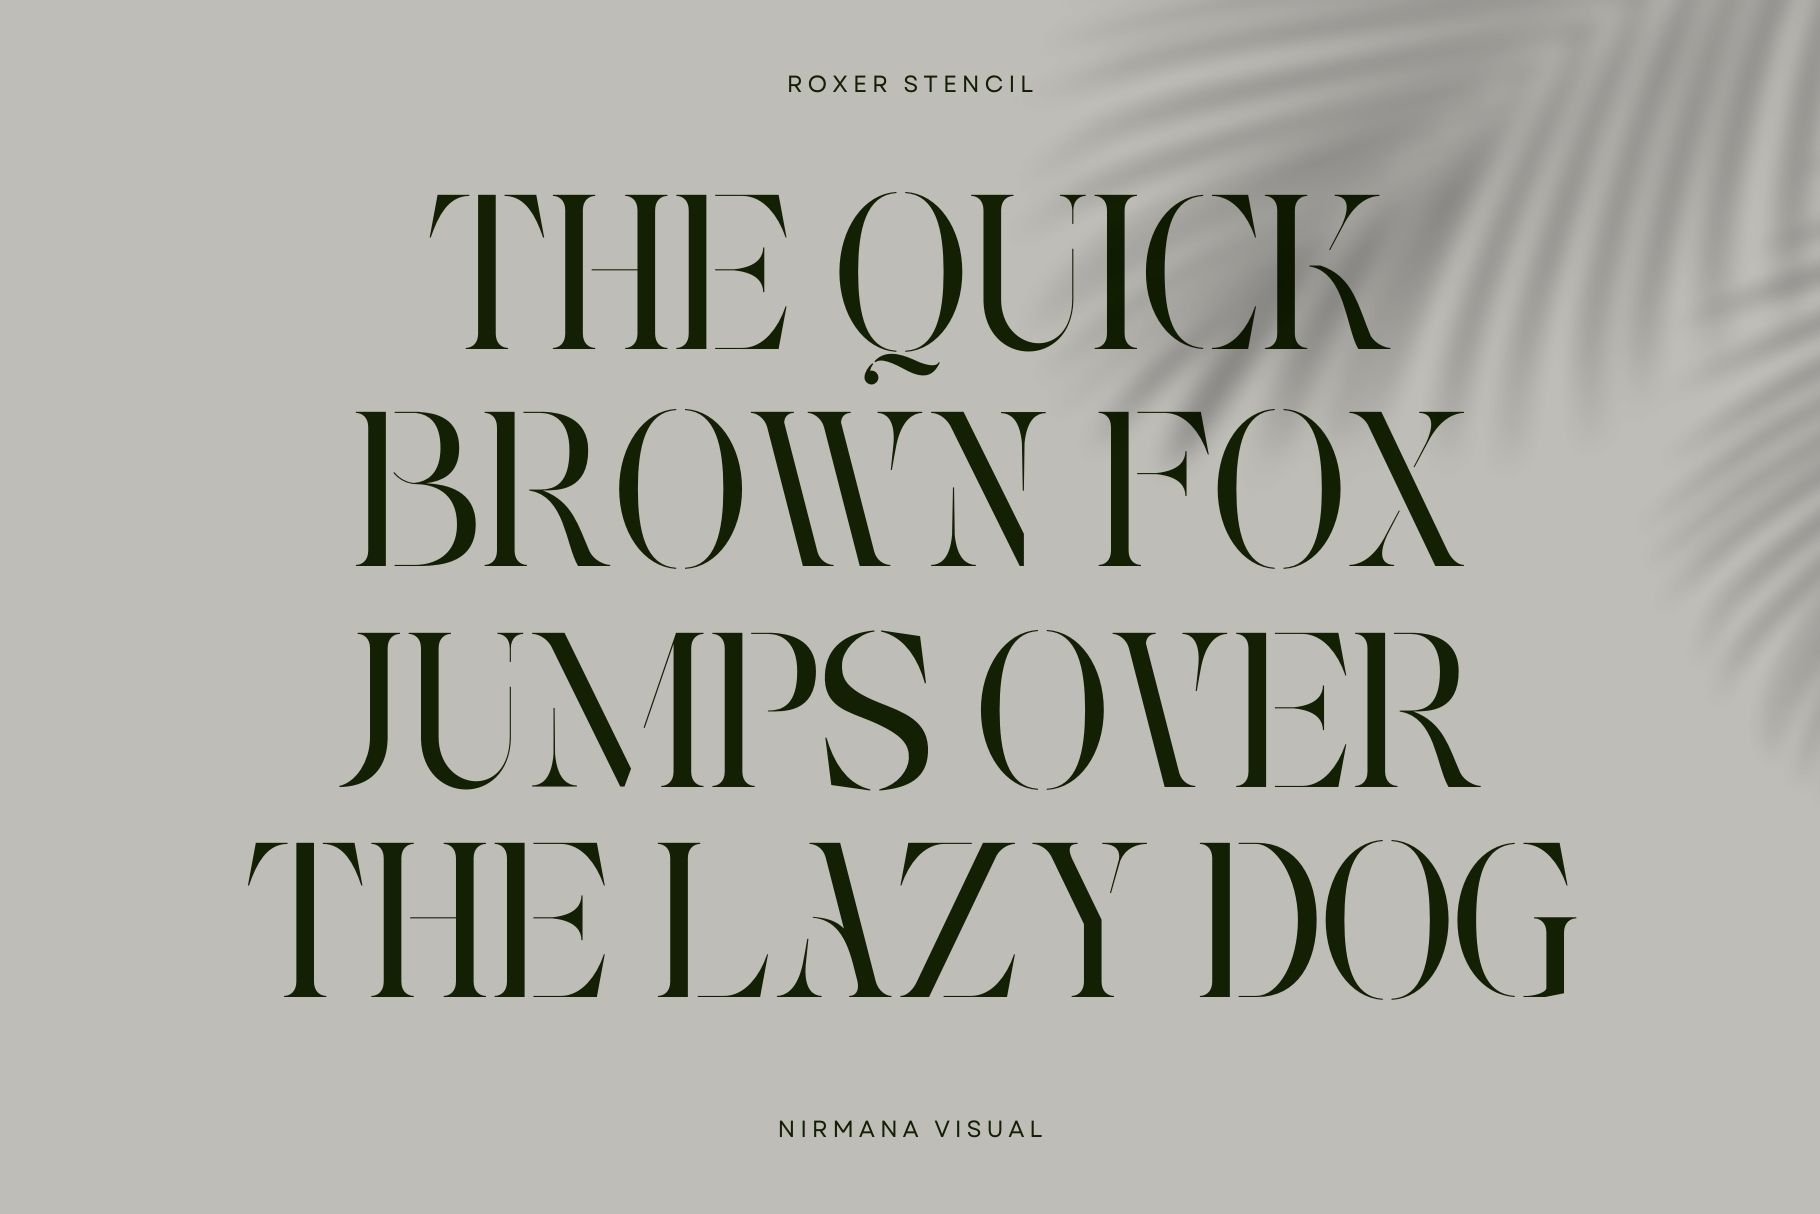 ROXER STENCIL
THE QUICK
BROWN FOX
JUMPS OVER
THE LAZY DOG
NIRMANA VISUAL